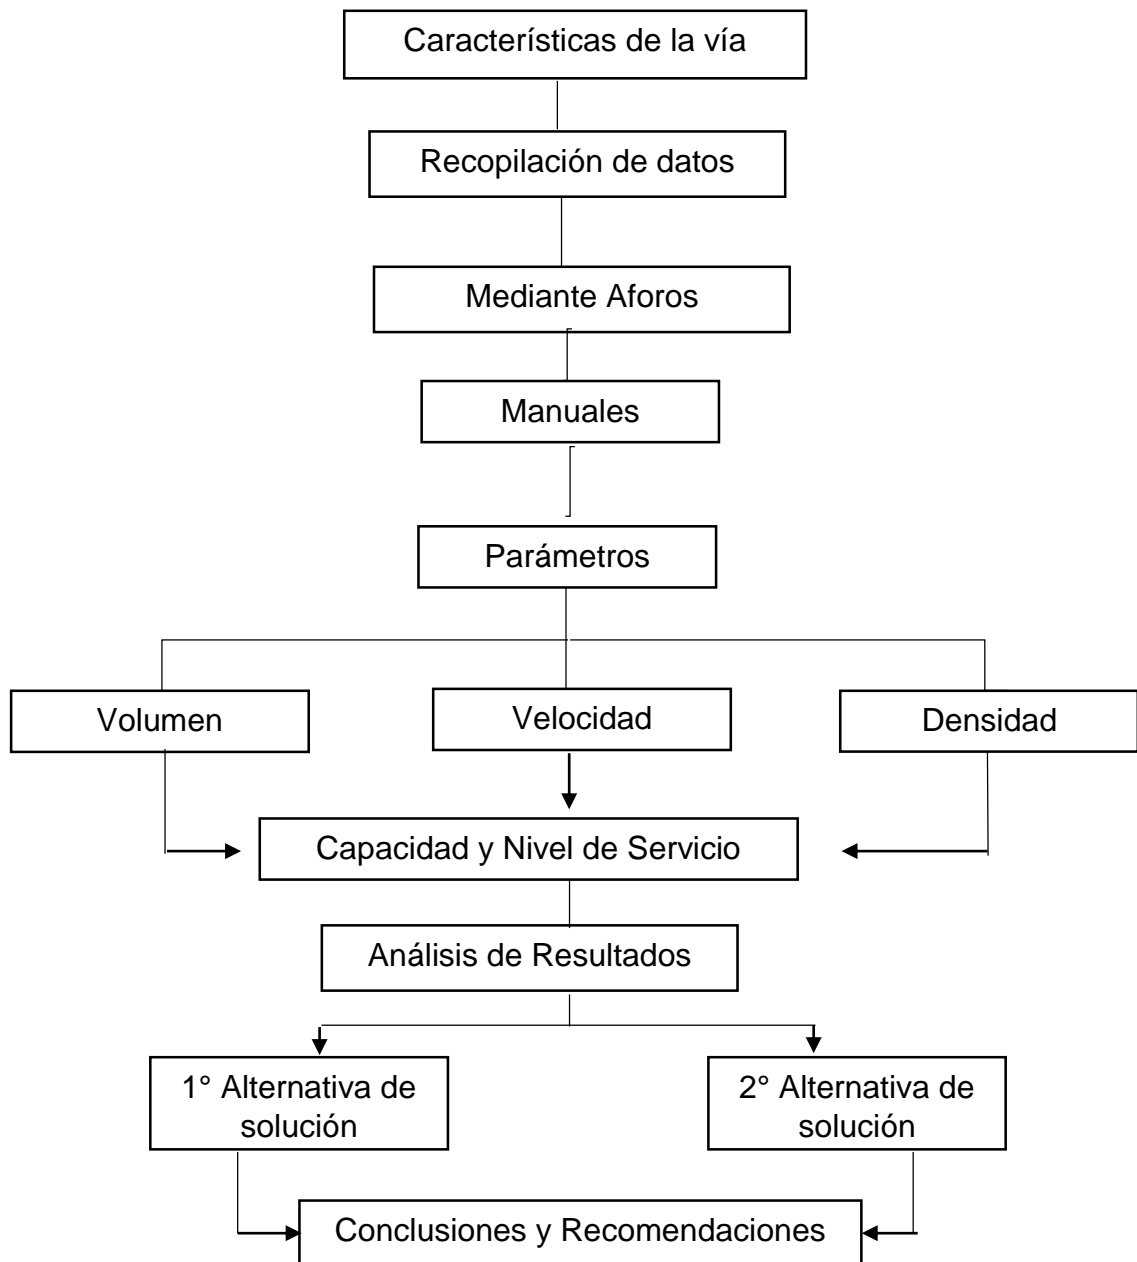 Características de la vía
Recopilación de datos
Mediante Aforos
Manuales
Parámetros
Volumen
Velocidad
Densidad
Capacidad y Nivel de Servicio
Análisis de Resultados
1° Alternativa de
solución
2° Alternativa de
solución
Conclusiones y Recomendaciones